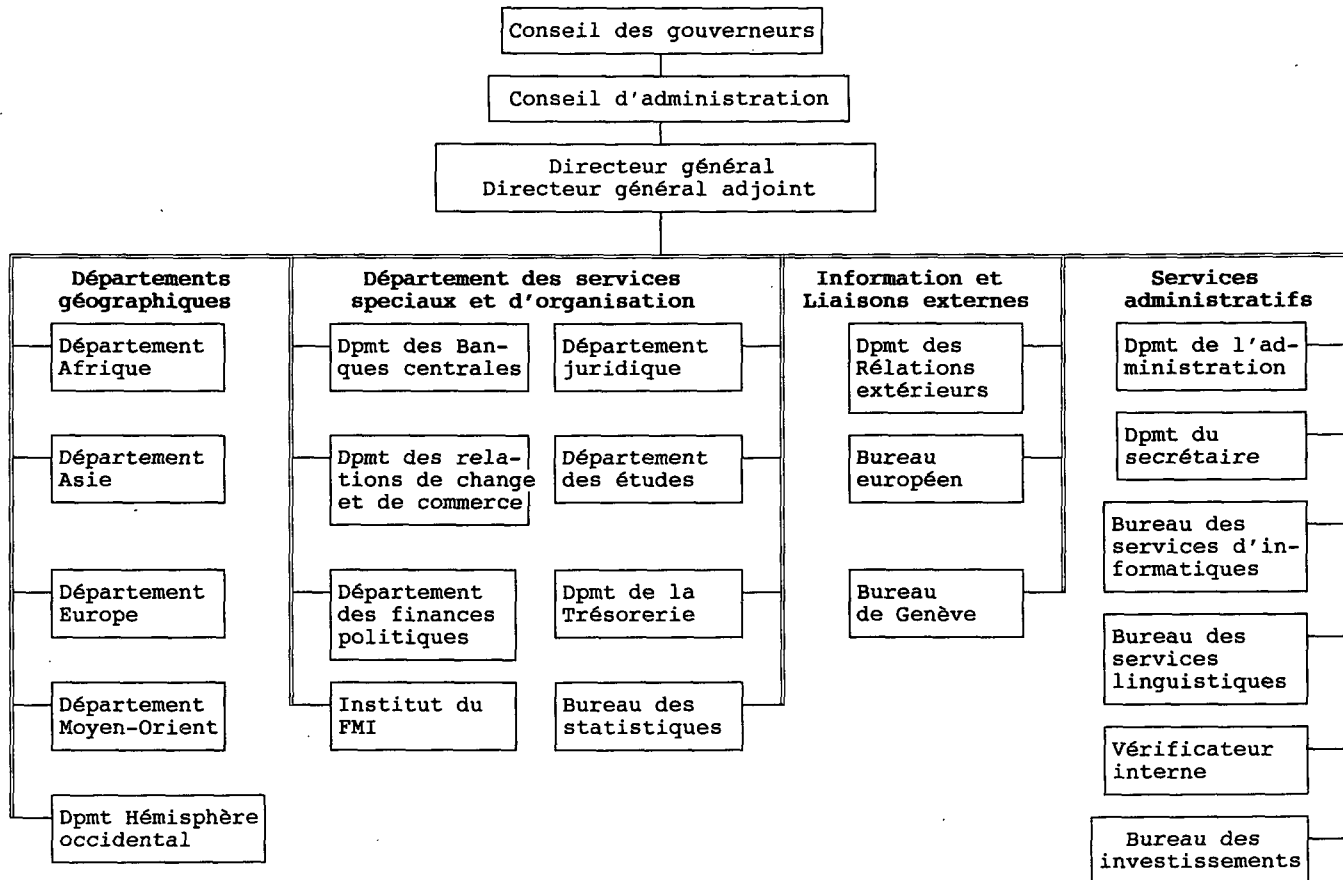 Conseil des gouverneurs
Conseil d'administration
Directeur général
Directeur général adjoint
Départements
géographiques
Département
Afrique
Département
Asie
Département
Europe
Département
Moyen-Orient
Dpmt Hémisphère
occidental
Département des services
speciaux et d'organisation
Dpmt des Ban-
ques centrales
Département
juridique
Dpmt des rela-
tions de change
et de commerce
Département
des études
Département
des finances
politiques
Dpmt de la
Trésorerie
Institut du
FMI
Bureau des
statistiques
Information et
Liaisons externes
Dpmt des
Rélations
extérieurs
Bureau
européen
Bureau
de Genève
Services
administratifs
Dpmt de l'ad-
ministration
Dpmt du
secrétaire
Bureau des
services d'in-
formatiques
Bureau des
services
linguistiques
Vérificateur
interne
Bureau des
investissements